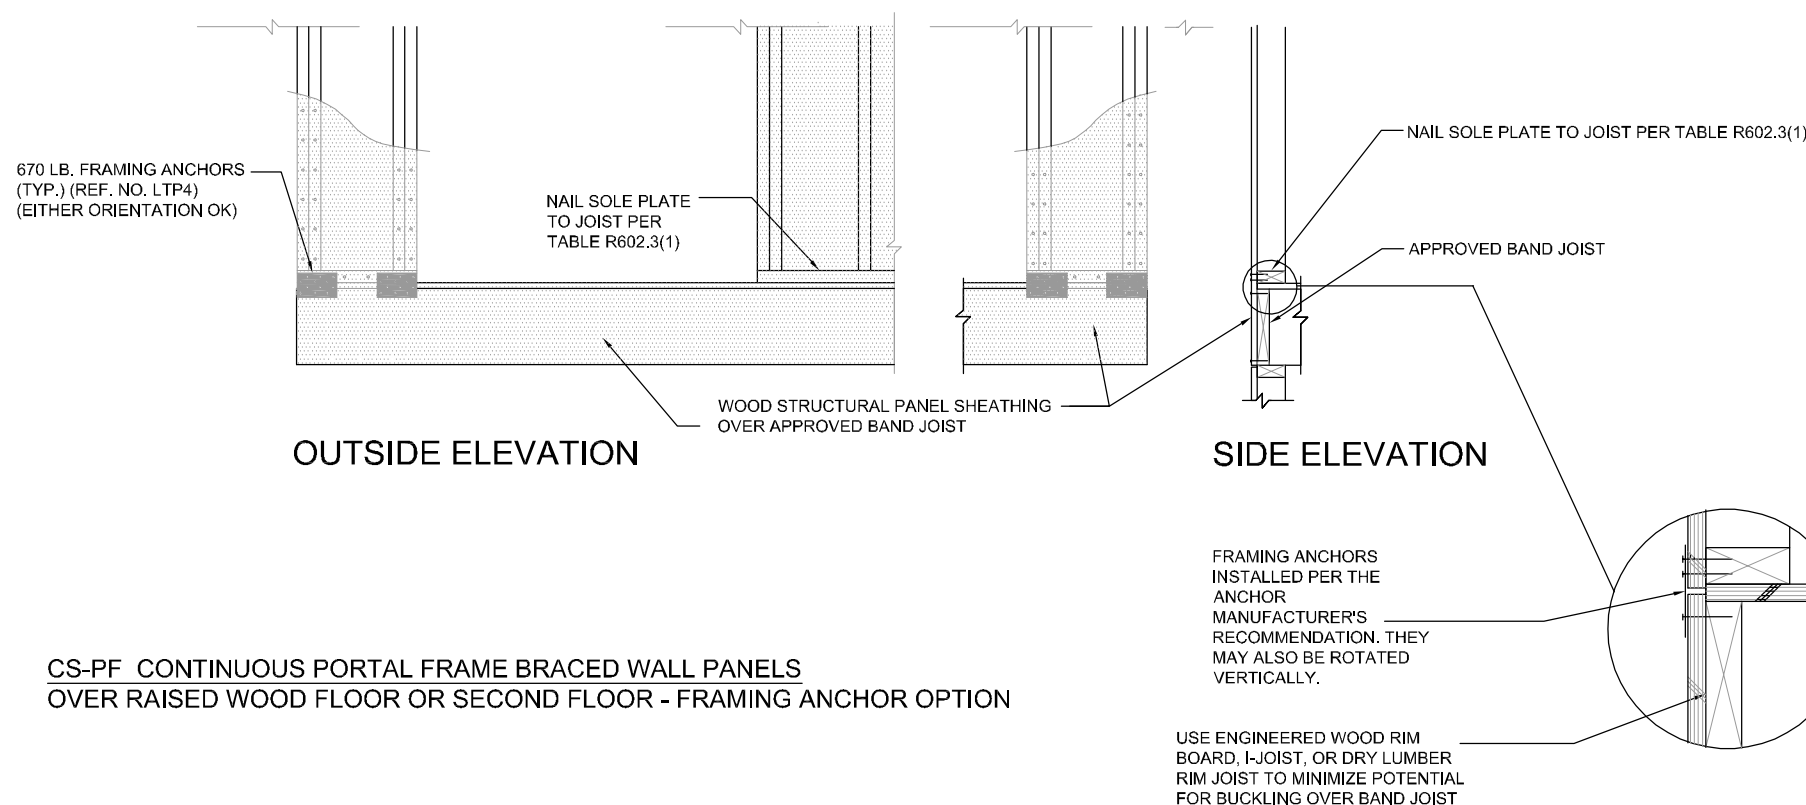 NAIL SOLE PLATE TO JOIST PER TABLE R602.3(1)
670 LB. FRAMING ANCHORS
(TYP.) (REF. NO. LTP4)
(EITHER ORIENTATION OK)
NAIL SOLE PLATE
TO JOIST PER
TABLE R602.3(1)
APPROVED BAND JOIST
WOOD STRUCTURAL PANEL SHEATHING
OVER APPROVED BAND JOIST
OUTSIDE ELEVATION
SIDE ELEVATION
FRAMING ANCHORS
INSTALLED PER THE
ANCHOR
MANUFACTURER'S
RECOMMENDATION. THEY
MAY ALSO BE ROTATED
VERTICALLY.
CS-PF CONTINUOUS PORTAL FRAME BRACED WALL PANELS
OVER RAISED WOOD FLOOR OR SECOND FLOOR - FRAMING ANCHOR OPTION
USE ENGINEERED WOOD RIM
BOARD, I-JOIST, OR DRY LUMBER
RIM JOIST TO MINIMIZE POTENTIAL
FOR BUCKLING OVER BAND JOIST